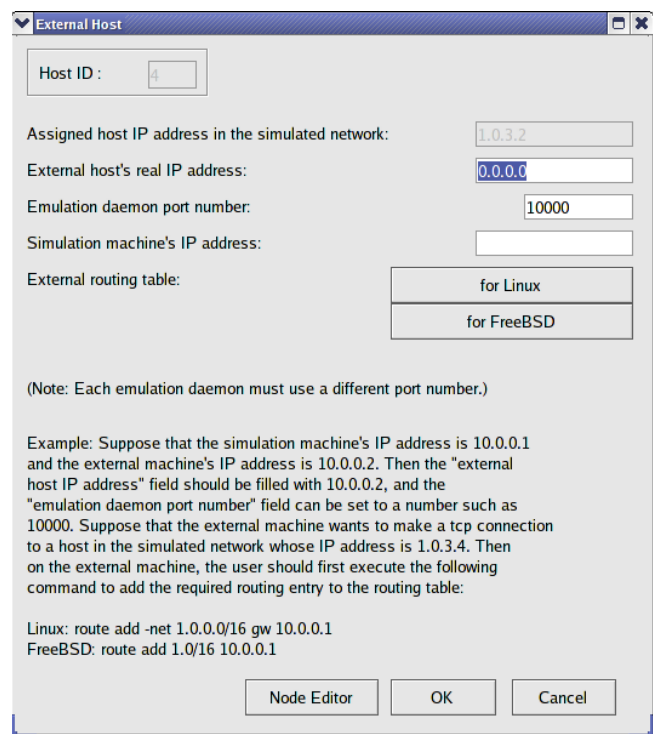 External Host
Host ID : 4
Assigned host IP address in the simulated network: 1.0.3.2
External host's real IP address: 0.0.0.0
Emulation daemon port number: 10000
Simulation machine's IP address:
External routing table: for Linux
for FreeBSD
(Note: Each emulation daemon must use a different port number.)
Example: Suppose that the simulation machine's IP address is 10.0.0.1
and the external machine's IP address is 10.0.0.2. Then the "external
host IP address" field should be filled with 10.0.0.2, and the
"emulation daemon port number" field can be set to a number such as
10000. Suppose that the external machine wants to make a tcp connection
to a host in the simulated network whose IP address is 1.0.3.4. Then
on the external machine, the user should first execute the following
command to add the required routing entry to the routing table:
Linux: route add -net 1.0.0.0/16 gw 10.0.0.1
FreeBSD: route add 1.0/16 10.0.0.1
Node Editor OK Cancel